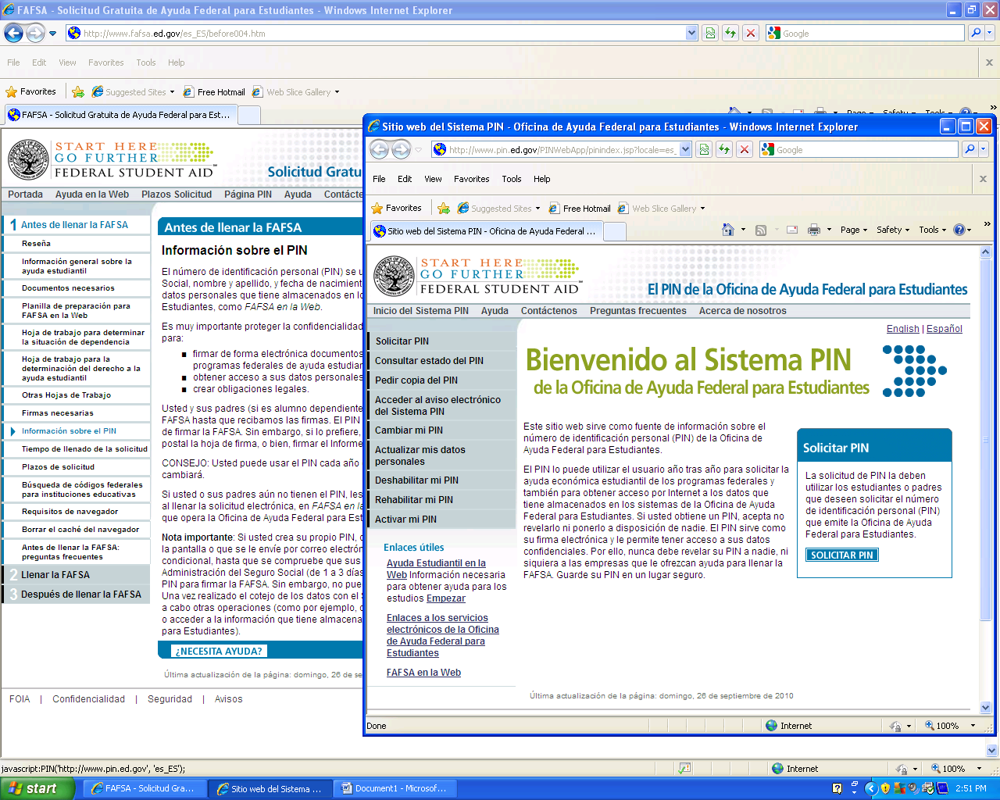 FAFSA - Solicitud Gratuita de Ayuda Federal para Estudiantes - Windows Internet Explorer
http://www.fafsa.ed.gov/es_ES/before004.htm
Google
File Edit View Favorites Tools Help
Favorites Suggested Sites Free Hotmail Web Slice Gallery
FAFSA - Solicitud Gratuita de Ayuda Federal para Est...
START HERE
GO FURTHER
FEDERAL STUDENT AID
Solicitud Gratu
Portada Ayuda en la Web Plazos Solicitud Página PIN Ayuda Contácte
1 Antes de llenar la FAFSA
Reseña
Información general sobre la
ayuda estudiantil
Documentos necesarios
Planilla de preparación para
FAFSA en la Web
Hoja de trabajo para determinar
la situación de dependencia
Hoja de trabajo para la
determinación del derecho a la
ayuda estudiantil
Otras Hojas de Trabajo
Firmas necesarias
Información sobre el PIN
Tiempo de llenado de la solicitud
Plazos de solicitud
Búsqueda de códigos federales
para instituciones educativas
Requisitos de navegador
Borrar el caché del navegador
Antes de llenar la FAFSA:
preguntas frecuentes
2 Llenar la FAFSA
3 Después de llenar la FAFSA
Antes de llenar la FAFSA
Información sobre el PIN
El número de identificación personal (PIN) se u
Social, nombre y apellido, y fecha de nacimient
datos personales que tiene almacenados en lo
Estudiantes, como FAFSA en la Web.
Es muy importante proteger la confidencialidad
para:
firmar de forma electrónica documentos
programas federales de ayuda estudian
obtener acceso a sus datos personales
crear obligaciones legales.
Usted y sus padres (si es alumno dependiente
FAFSA hasta que recibamos las firmas. El PIN
de firmar la FAFSA. Sin embargo, si lo prefiere,
postal la hoja de firma, o bien, firmar el Informe
CONSEJO: Usted puede usar el PIN cada año
cambiará.
Si usted o sus padres aún no tienen el PIN, les
al llenar la solicitud electrónica, en FAFSA en la
que opera la Oficina de Ayuda Federal para Est
Nota importante: Si usted crea su propio PIN,
la pantalla o que se le envíe por correo electrón
condicional, hasta que se compruebe que sus
Administración del Seguro Social (de 1 a 3 días
PIN para firmar la FAFSA. Sin embargo, no pue
Una vez realizado el cotejo de los datos con el
a cabo otras operaciones (como por ejemplo,
o acceder a la información que tiene almacena
para Estudiantes).
¿NECESITA AYUDA?
Última actualización de la página: domingo, 26 de se
FOIA | Confidencialidad | Seguridad | Avisos
Sitio web del Sistema PIN - Oficina de Ayuda Federal para Estudiantes - Windows Internet Explorer
http://www.pin.ed.gov/PINWebApp/pinindex.jsp?locale=es_
Google
File Edit View Favorites Tools Help
Favorites Suggested Sites Free Hotmail Web Slice Gallery
Sitio web del Sistema PIN - Oficina de Ayuda Federal ...
Page Safety Tools
START HERE
GO FURTHER
FEDERAL STUDENT AID
El PIN de la Oficina de Ayuda Federal para Estudiantes
Inicio del Sistema PIN Ayuda Contáctenos Preguntas frecuentes Acerca de nosotros
English | Español
Solicitar PIN
Consultar estado del PIN
Pedir copia del PIN
Acceder al aviso electrónico
del Sistema PIN
Cambiar mi PIN
Actualizar mis datos
personales
Deshabilitar mi PIN
Rehabilitar mi PIN
Activar mi PIN
Enlaces útiles
Ayuda Estudiantil en la
Web Información necesaria
para obtener ayuda para los
estudios Empezar
Enlaces a los servicios
electrónicos de la Oficina
de Ayuda Federal para
Estudiantes
FAFSA en la Web
Bienvenido al Sistema PIN
de la Oficina de Ayuda Federal para Estudiantes
Este sitio web sirve como fuente de información sobre el
número de identificación personal (PIN) de la Oficina de
Ayuda Federal para Estudiantes.
El PIN lo puede utilizar el usuario año tras año para solicitar la
ayuda económica estudiantil de los programas federales y
también para obtener acceso por Internet a los datos que
tiene almacenados en los sistemas de la Oficina de Ayuda
Federal para Estudiantes. Si usted obtiene un PIN, acepta no
revelarlo ni ponerlo a disposición de nadie. El PIN sirve como
su firma electrónica y le permite tener acceso a sus datos
confidenciales. Por ello, nunca debe revelar su PIN a nadie, ni
siquiera a las empresas que le ofrezcan ayuda para llenar la
FAFSA. Guarde su PIN en un lugar seguro.
Solicitar PIN
La solicitud de PIN la deben
utilizar los estudiantes o padres
que deseen solicitar el número
de identificación personal (PIN)
que emite la Oficina de Ayuda
Federal para Estudiantes.
SOLICITAR PIN
Última actualización de la página: domingo, 26 de septiembre de 2010
Done Internet 100%
javascript:PIN('http://www.pin.ed.gov', 'es_ES'); Internet 100%
start FAFSA - Solicitud Gra... Sitio web del Sistema ... Document1 - Microsof... 2:51 PM